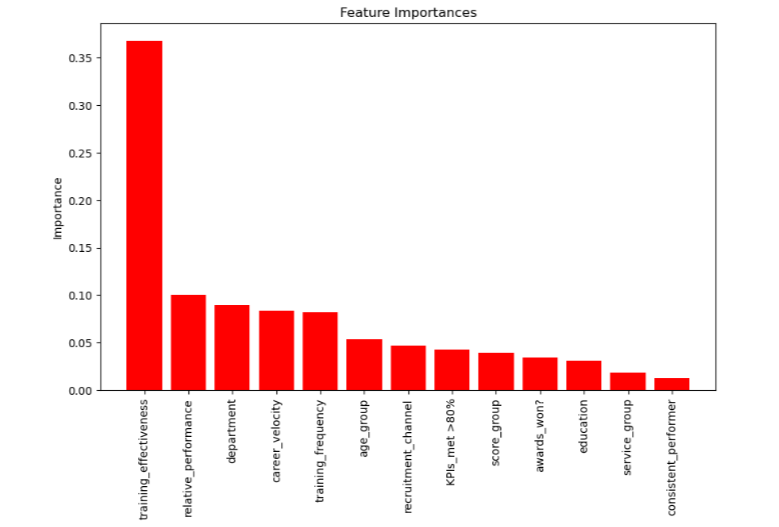 Feature Importances
Importance
0.35
0.30
0.25
0.20
0.15
0.10
0.05
0.00
training_effectiveness
relative_performance
department
career_velocity
training_frequency
age_group
recruitment_channel
KPIs_met >80%
score_group
awards_won?
education
service_group
consistent_performer